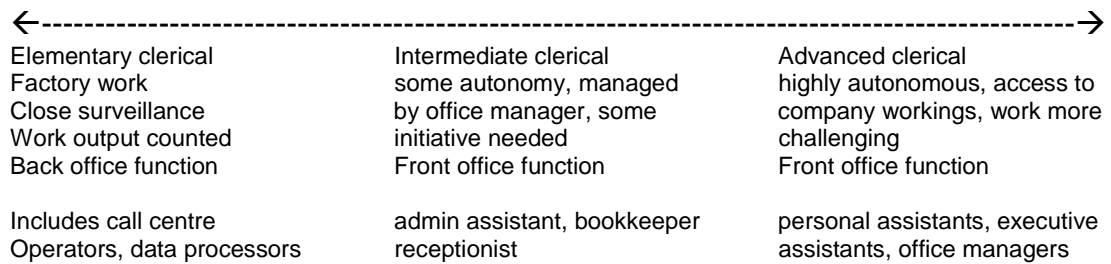 ←----------------------------------------------------------------------------------→
Elementary clerical Intermediate clerical Advanced clerical
Factory work some autonomy, managed highly autonomous, access to
Close surveillance by office manager, some company workings, work more
Work output counted initiative needed challenging
Back office function Front office function Front office function
Includes call centre admin assistant, bookkeeper personal assistants, executive
Operators, data processors receptionist assistants, office managers